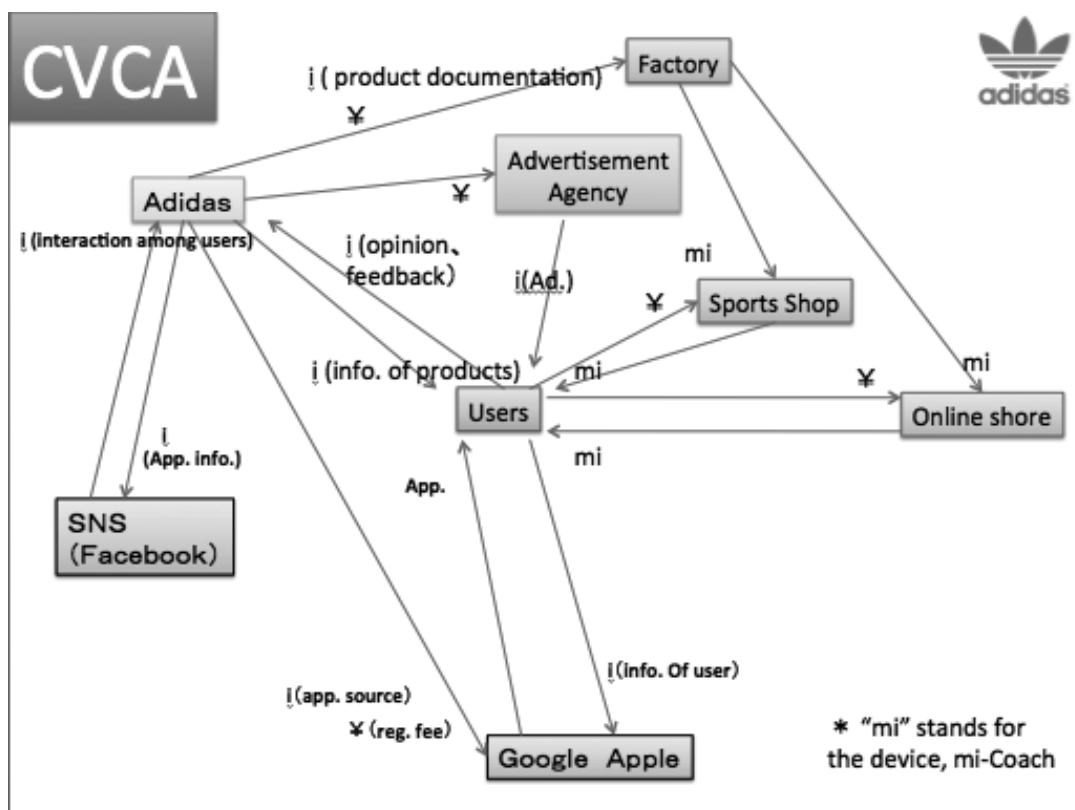 CVCA
adidas
i ( product documentation)
¥
Factory
Advertisement
Agency
¥
Adidas
i (interaction among users)
i (opinion、
feedback）
i(Ad.)
mi
Sports Shop
¥
i (info. of products)
mi
mi
¥
Users
Online shore
mi
i
(App. info.)
App.
SNS
（Facebook）
i（info. Of user）
i（app. source）
¥（reg. fee）
Google Apple
* “mi” stands for
the device, mi-Coach